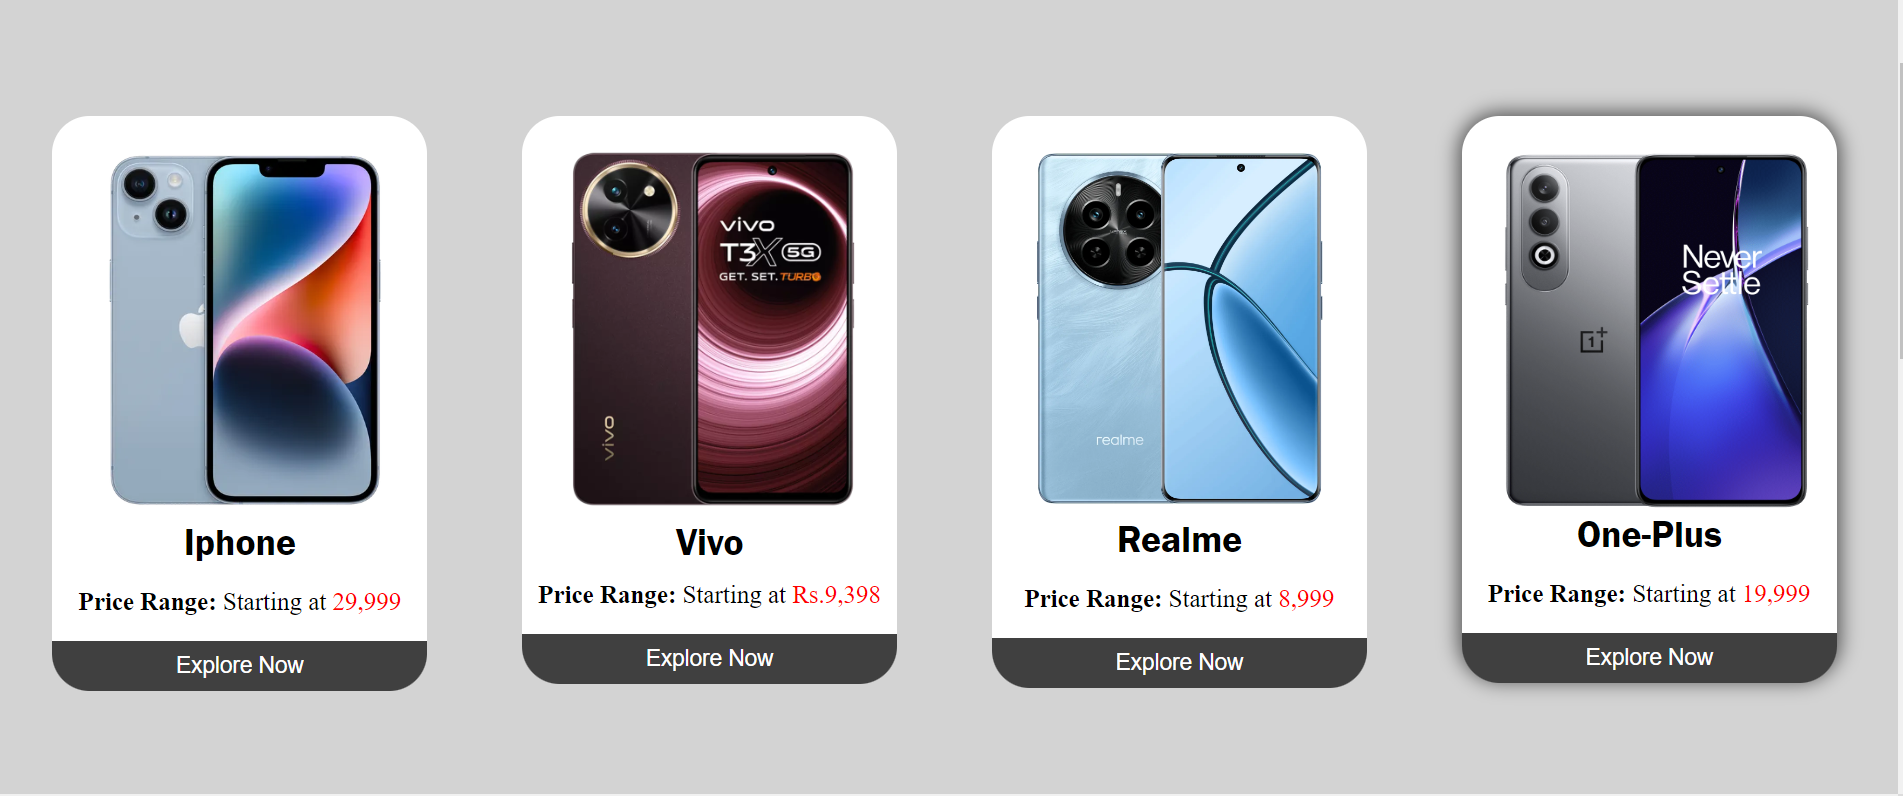 vivo
T3X 5G
GET. SET. TURBO
vivo
realme
Never
Settle
1+
Iphone
Vivo
Realme
One-Plus
Price Range: Starting at 29,999
Price Range: Starting at Rs.9,398
Price Range: Starting at 8,999
Price Range: Starting at 19,999
Explore Now
Explore Now
Explore Now
Explore Now